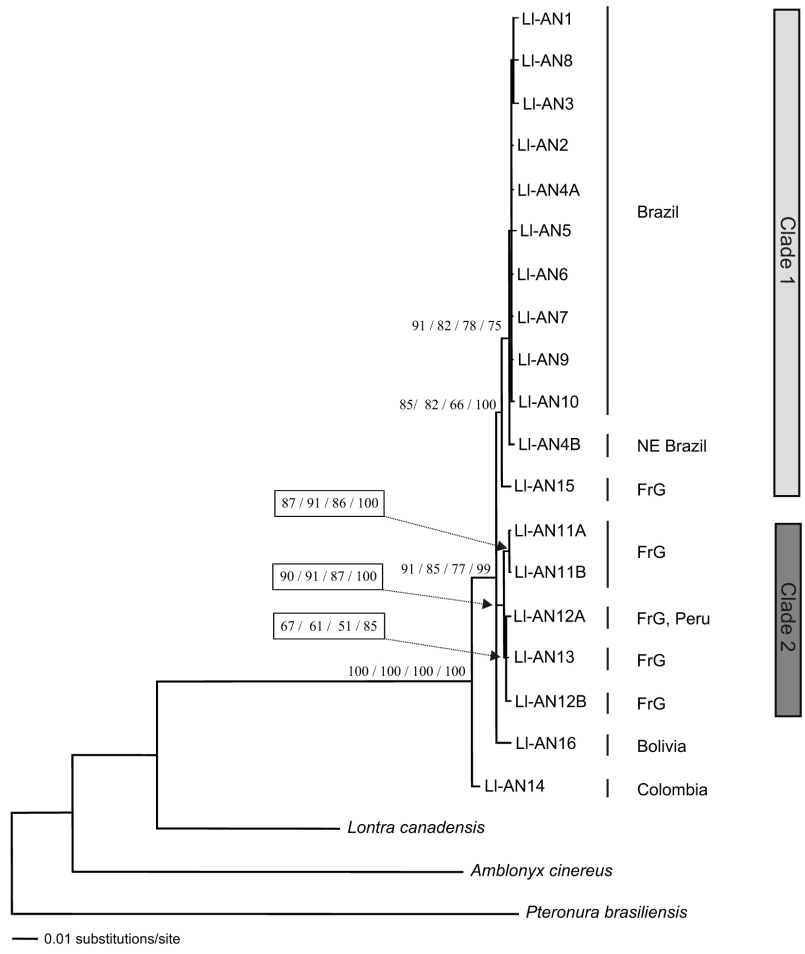 Ll-AN1
Ll-AN8
Ll-AN3
Ll-AN2
Ll-AN4A
Brazil
Ll-AN5
Clade 1
Ll-AN6
Ll-AN7
91 / 82 / 78 / 75
Ll-AN9
85/ 82 / 66 / 100
Ll-AN10
Ll-AN4B
NE Brazil
Ll-AN15
FrG
87 / 91 / 86 / 100
Ll-AN11A
FrG
91 / 85 / 77 / 99
Ll-AN11B
90 / 91 / 87 / 100
Ll-AN12A
FrG, Peru
Clade 2
67 / 61 / 51 / 85
Ll-AN13
FrG
100 / 100 / 100 / 100
Ll-AN12B
FrG
Ll-AN16
Bolivia
Ll-AN14
Colombia
Lontra canadensis
Amblonyx cinereus
Pteronura brasiliensis
0.01 substitutions/site